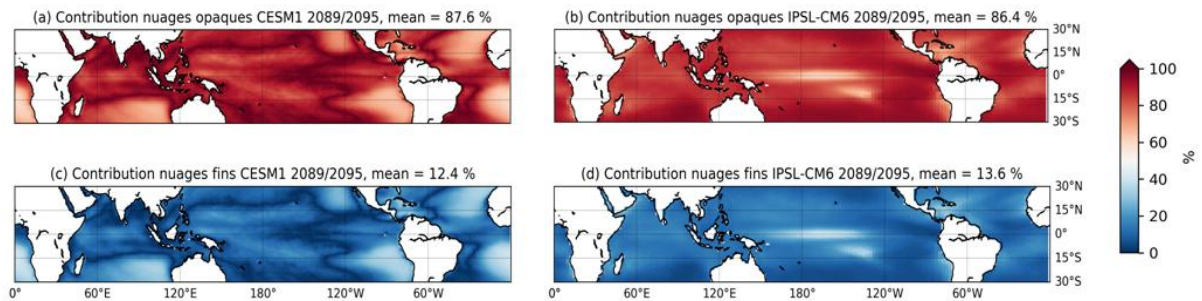 (a) Contribution nuages opaques CESM1 2089/2095, mean = 87.6 %
(b) Contribution nuages opaques IPSL-CM6 2089/2095, mean = 86.4 %
30°N
15°N
0°
15°S
30°S
(c) Contribution nuages fins CESM1 2089/2095, mean = 12.4 %
(d) Contribution nuages fins IPSL-CM6 2089/2095, mean = 13.6 %
30°N
15°N
0°
15°S
30°S
0° 60°E 120°E 180° 120°W 60°W
0° 60°E 120°E 180° 120°W 60°W
100
80
60
40
20
0
%